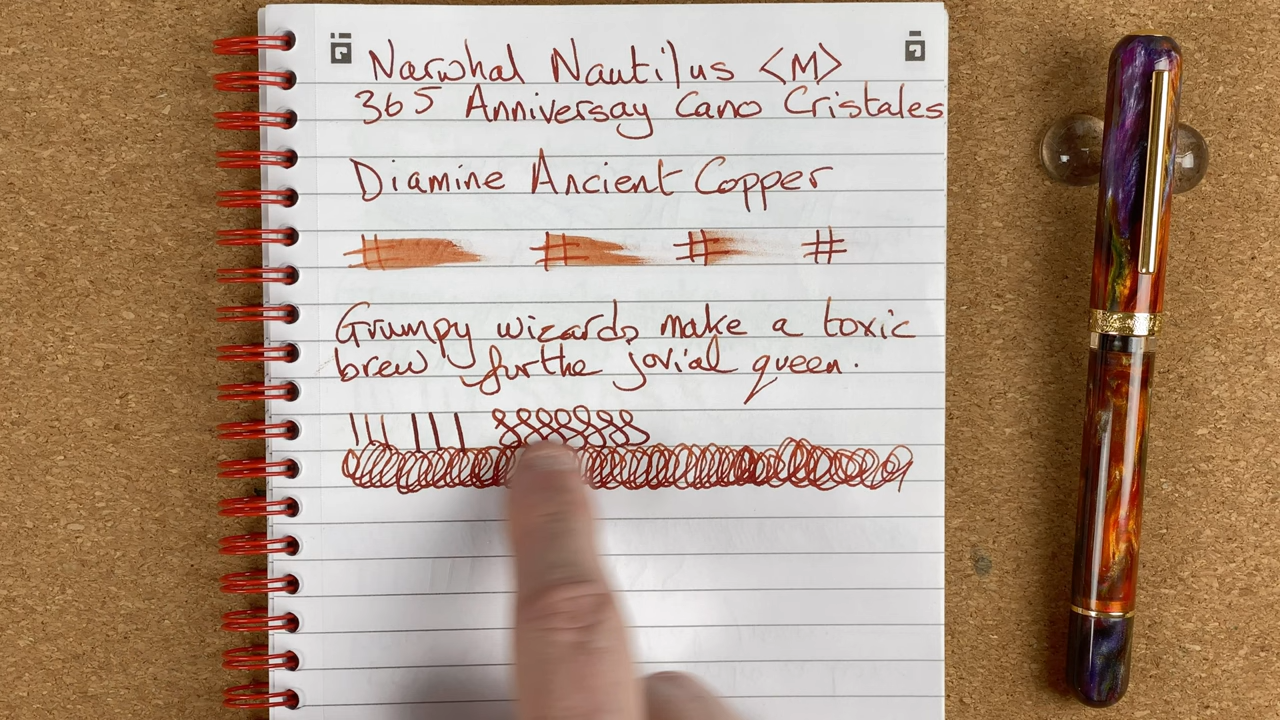 Narwhal Nautilus <M>
365 Anniversay Cano Cristales
Diamine Ancient Copper
# # # #
Grumpy wizards make a toxic
brew for the jovial queen.